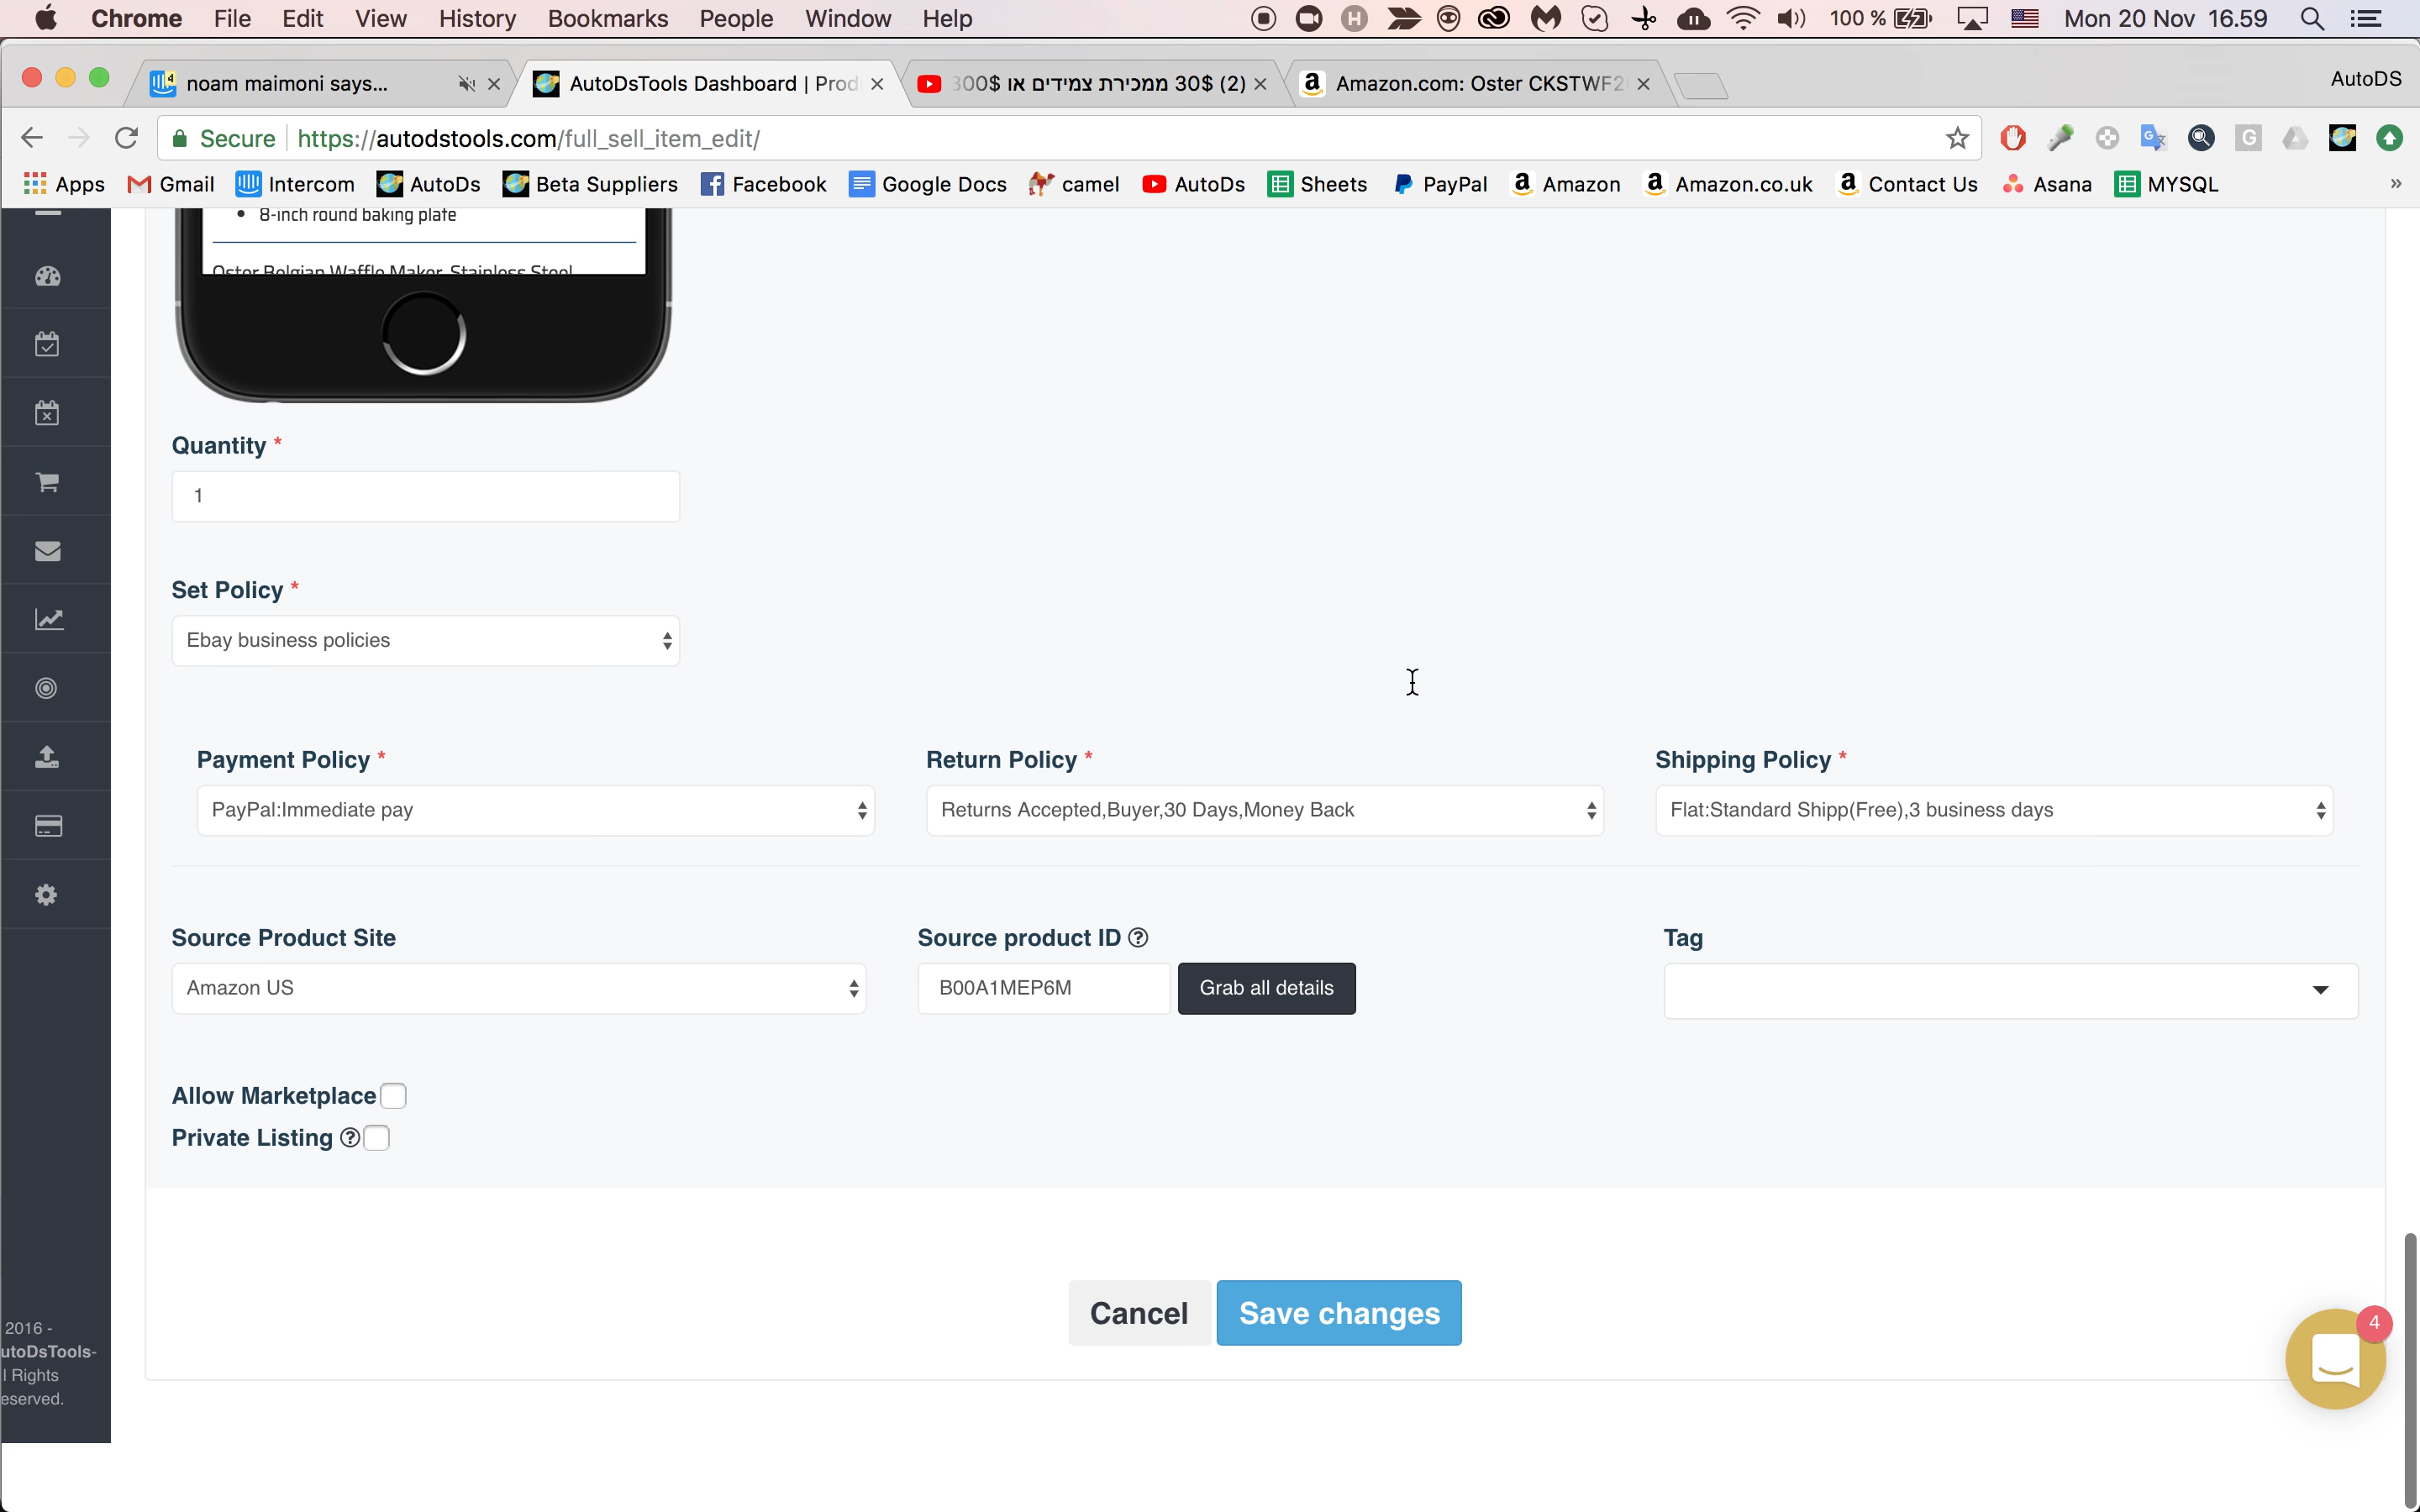 Chrome File Edit View History Bookmarks People Window Help 100 % Mon 20 Nov 16.59
noam maimoni says... AutoDsTools Dashboard | Prod (2) 30$ ממכירת צמידים או 300$ Amazon.com: Oster CKSTWF2 AutoDS
Secure https://autodstools.com/full_sell_item_edit/
Apps Gmail Intercom AutoDs Beta Suppliers Facebook Google Docs camel AutoDs Sheets PayPal Amazon Amazon.co.uk Contact Us Asana MYSQL »
• 8-inch round baking plate
Oster Belgian Waffle Maker, Stainless Steel
Quantity *
1
Set Policy *
Ebay business policies
Payment Policy * Return Policy * Shipping Policy *
PayPal:Immediate pay Returns Accepted,Buyer,30 Days,Money Back Flat:Standard Shipp(Free),3 business days
Source Product Site Source product ID Tag
Amazon US B00A1MEP6M Grab all details
Allow Marketplace
Private Listing
Cancel Save changes
4
2016 -
utoDsTools-
l Rights
eserved.